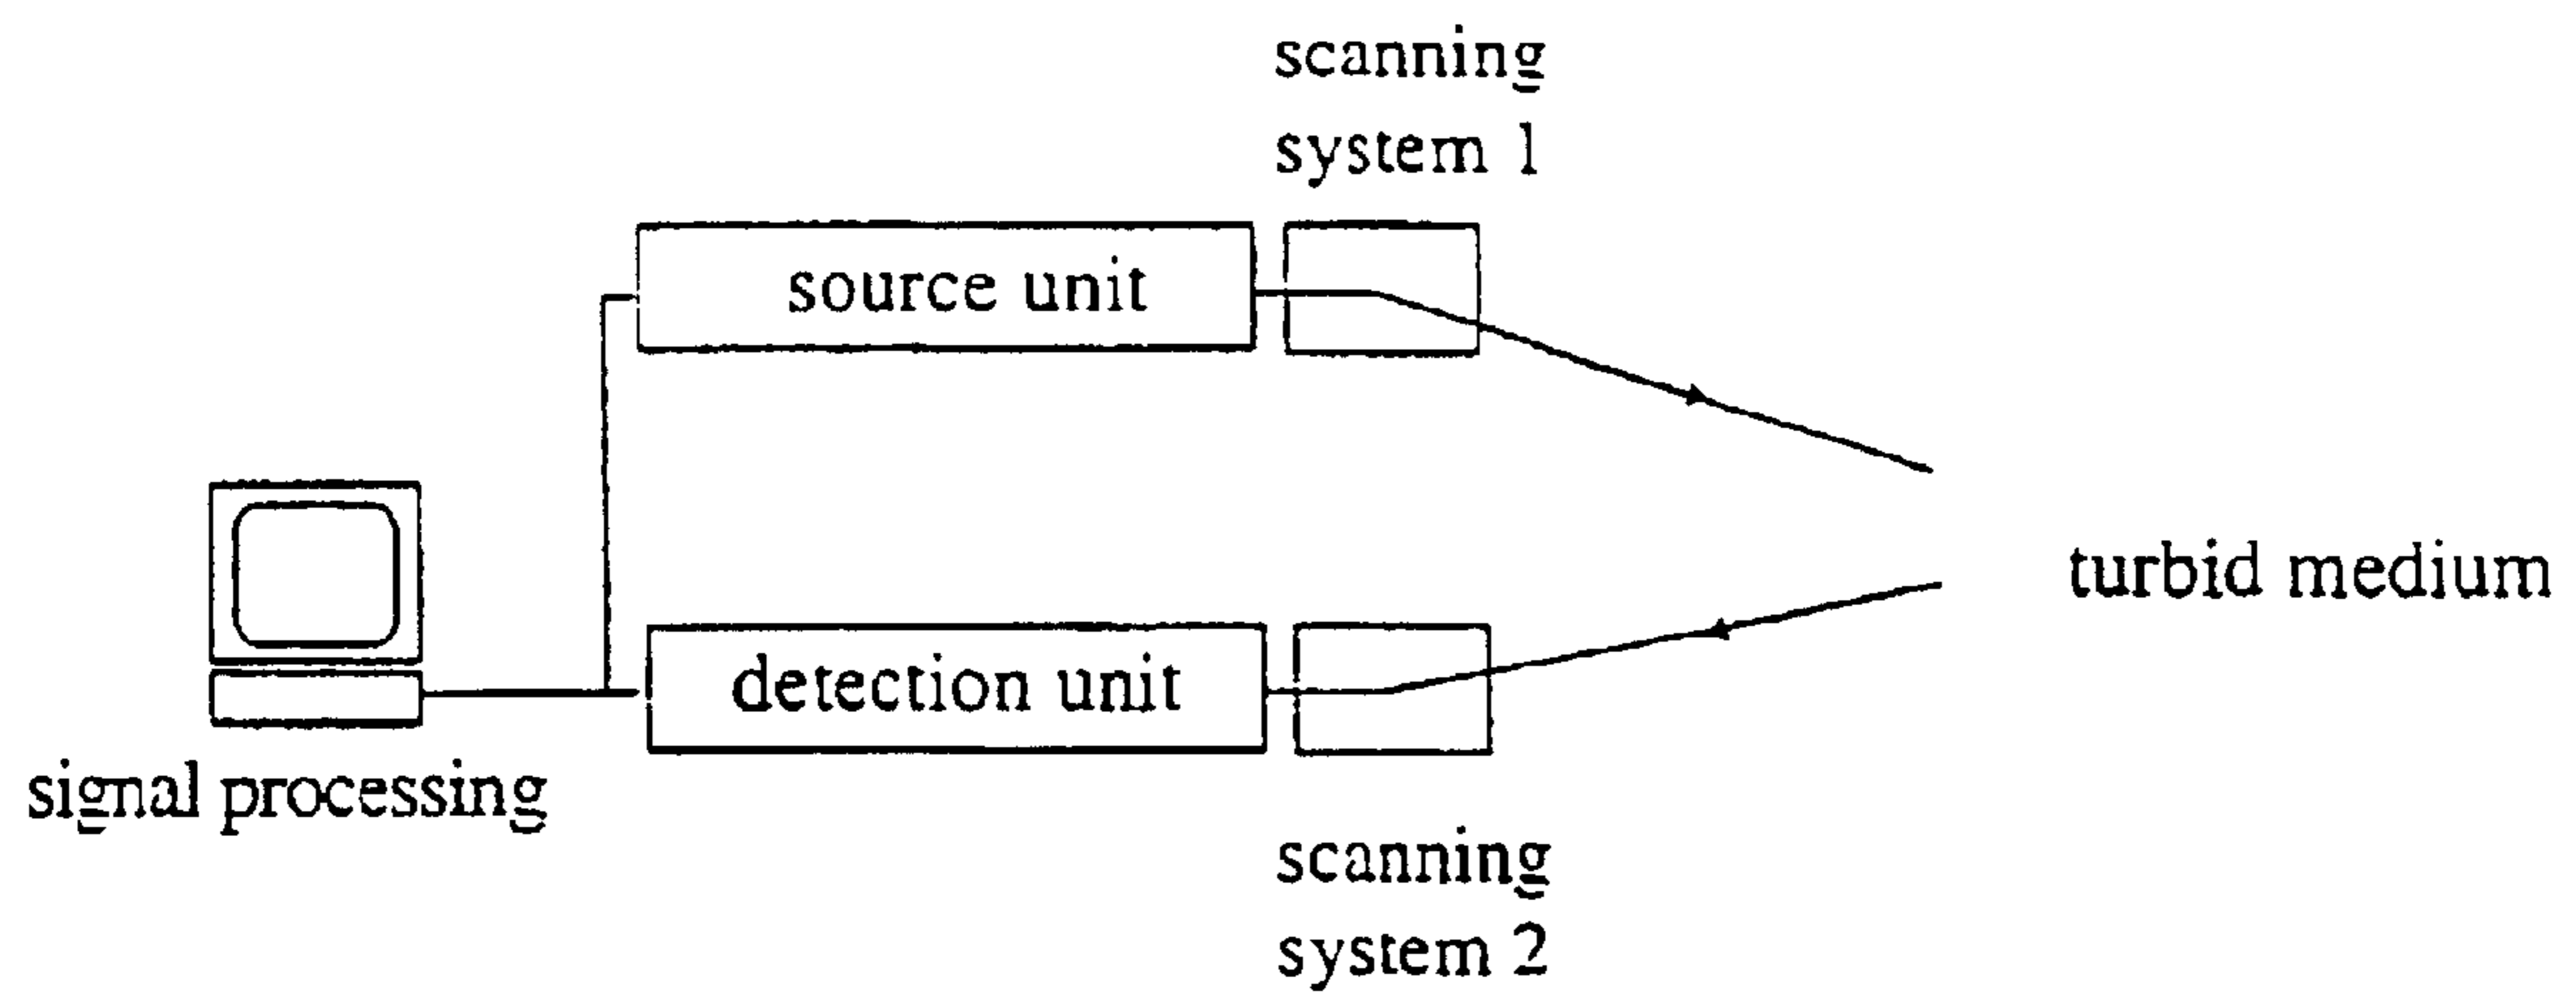 scanning
system 1
source unit
turbid medium
detection unit
signal processing
scanning
system 2